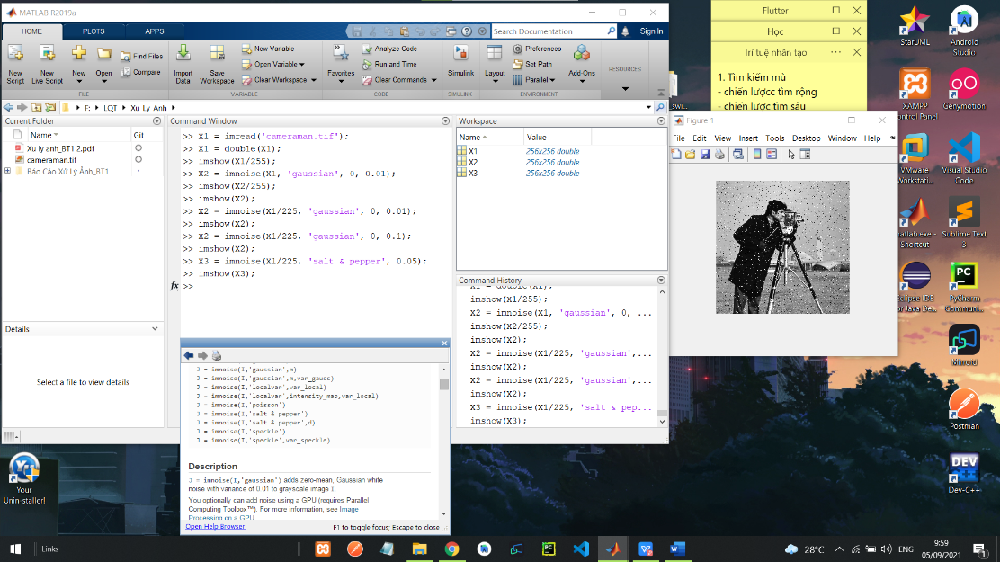 MATLAB R2019a
HOME
PLOTS
APPS
Search Documentation
Sign In
New
Script
New
Live Script
New
Open
Find Files
Compare
FILE
Import
Data
Save
Workspace
New Variable
Open Variable
Clear Workspace
VARIABLE
Favorites
Analyze Code
Run and Time
Clear Commands
CODE
Simulink
SIMULINK
Layout
Preferences
Set Path
Parallel
Add-Ons
ENVIRONMENT
RESOURCES
F: LQT Xu_Ly_Anh
Current Folder
Name
Git
Xu ly anh_BT1 2.pdf
cameraman.tif
Báo Cáo Xử Lý Ảnh_BT1
Details
Select a file to view details
Command Window
>> X1 = imread('cameraman.tif');
>> X1 = double(X1);
>> imshow(X1/255);
>> X2 = imnoise(X1, 'gaussian', 0, 0.01);
>> imshow(X2/255);
>> imshow(X2);
>> X2 = imnoise(X1/225, 'gaussian', 0, 0.01);
>> imshow(X2);
>> x2 = imnoise(X1/225, 'gaussian', 0, 0.1);
>> imshow(X2);
>> X3 = imnoise(X1/225, 'salt & pepper', 0.05);
>> imshow(X3);
fx >>
J = imnoise(I,'gaussian',m)
J = imnoise(I,'gaussian',m,var_gauss)
J = imnoise(I,'localvar',var_local)
J = imnoise(I,'localvar',intensity_map,var_local)
J = imnoise(I,'poisson')
J = imnoise(I,'salt & pepper')
J = imnoise(I,'salt & pepper',d)
J = imnoise(I,'speckle')
J = imnoise(I,'speckle',var_speckle)
Description
J = imnoise(I,'gaussian') adds zero-mean, Gaussian white
noise with variance of 0.01 to grayscale image I.
You optionally can add noise using a GPU (requires Parallel
Computing Toolbox™). For more information, see Image
Processing on a GPU
Open Help Browser
F1 to toggle focus; Escape to close
Workspace
Name
Value
X1 256x256 double
X2 256x256 double
X3 256x256 double
Command History
X1 = double(X1);
imshow(X1/255);
X2 = imnoise(X1, 'gaussian', 0, ...
imshow(X2/255);
imshow(X2);
X2 = imnoise(X1/225, 'gaussian',...
imshow(X2);
X2 = imnoise(X1/225, 'gaussian',...
imshow(X2);
X3 = imnoise(X1/225, 'salt & pep...
imshow(X3);
Flutter
Học
Trí tuệ nhân tạo
1. Tìm kiếm mù
- chiến lược tìm rộng
- chiến lược tìm sâu
Figure 1
File Edit View Insert Tools Desktop Window Help
StarUML
Android
Studio
XAMPP
Control Panel
Genymotion
VMware
Workstati...
Visual Studio
Code
matlab.exe -
Shortcut
Sublime Text
3
Eclipse IDE
for Java De...
PyCharm
Communi...
Minoid
Postman
Dev-C++
Your
Unin-staller!
Links
28°C
ENG
9:59
05/09/2021
1